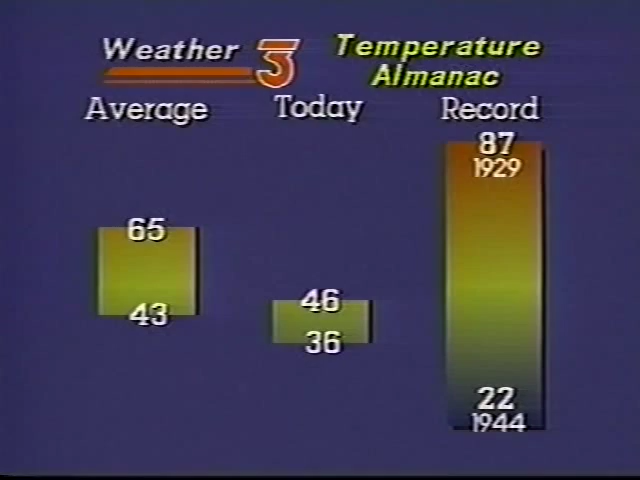 Weather 3
Temperature
Almanac
Average
Today
Record
65
43
46
36
87
1929
22
1944